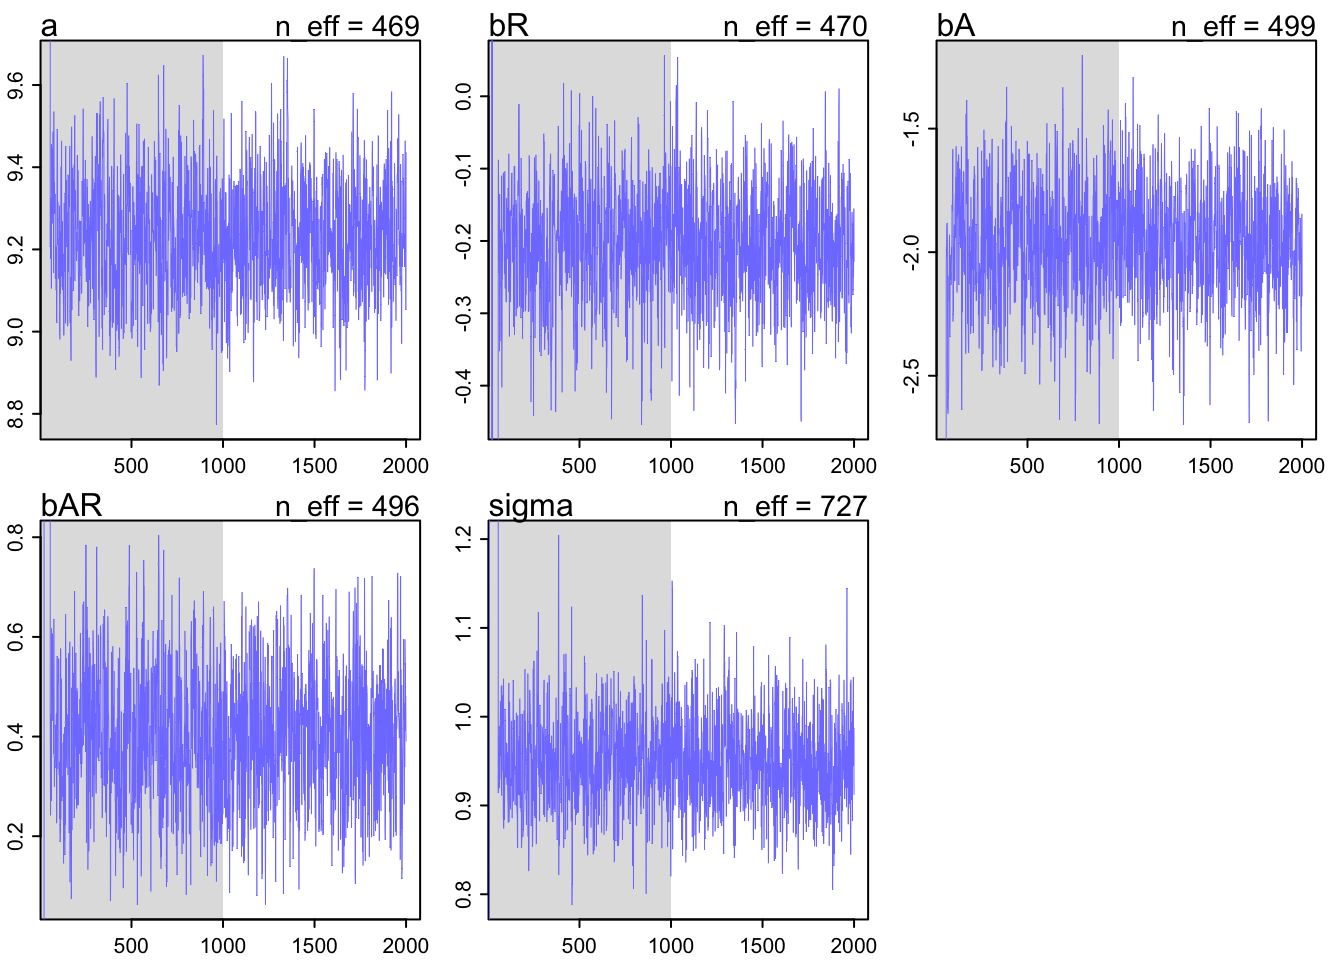 a n_eff = 469
bR n_eff = 470
bA n_eff = 499
9.6
9.4
9.2
9.0
8.8
0.0
-0.1
-0.2
-0.3
-0.4
-1.5
-2.0
-2.5
500 1000 1500 2000
500 1000 1500 2000
500 1000 1500 2000
bAR n_eff = 496
sigma n_eff = 727
0.8
0.6
0.4
0.2
1.2
1.1
1.0
0.9
0.8
500 1000 1500 2000
500 1000 1500 2000